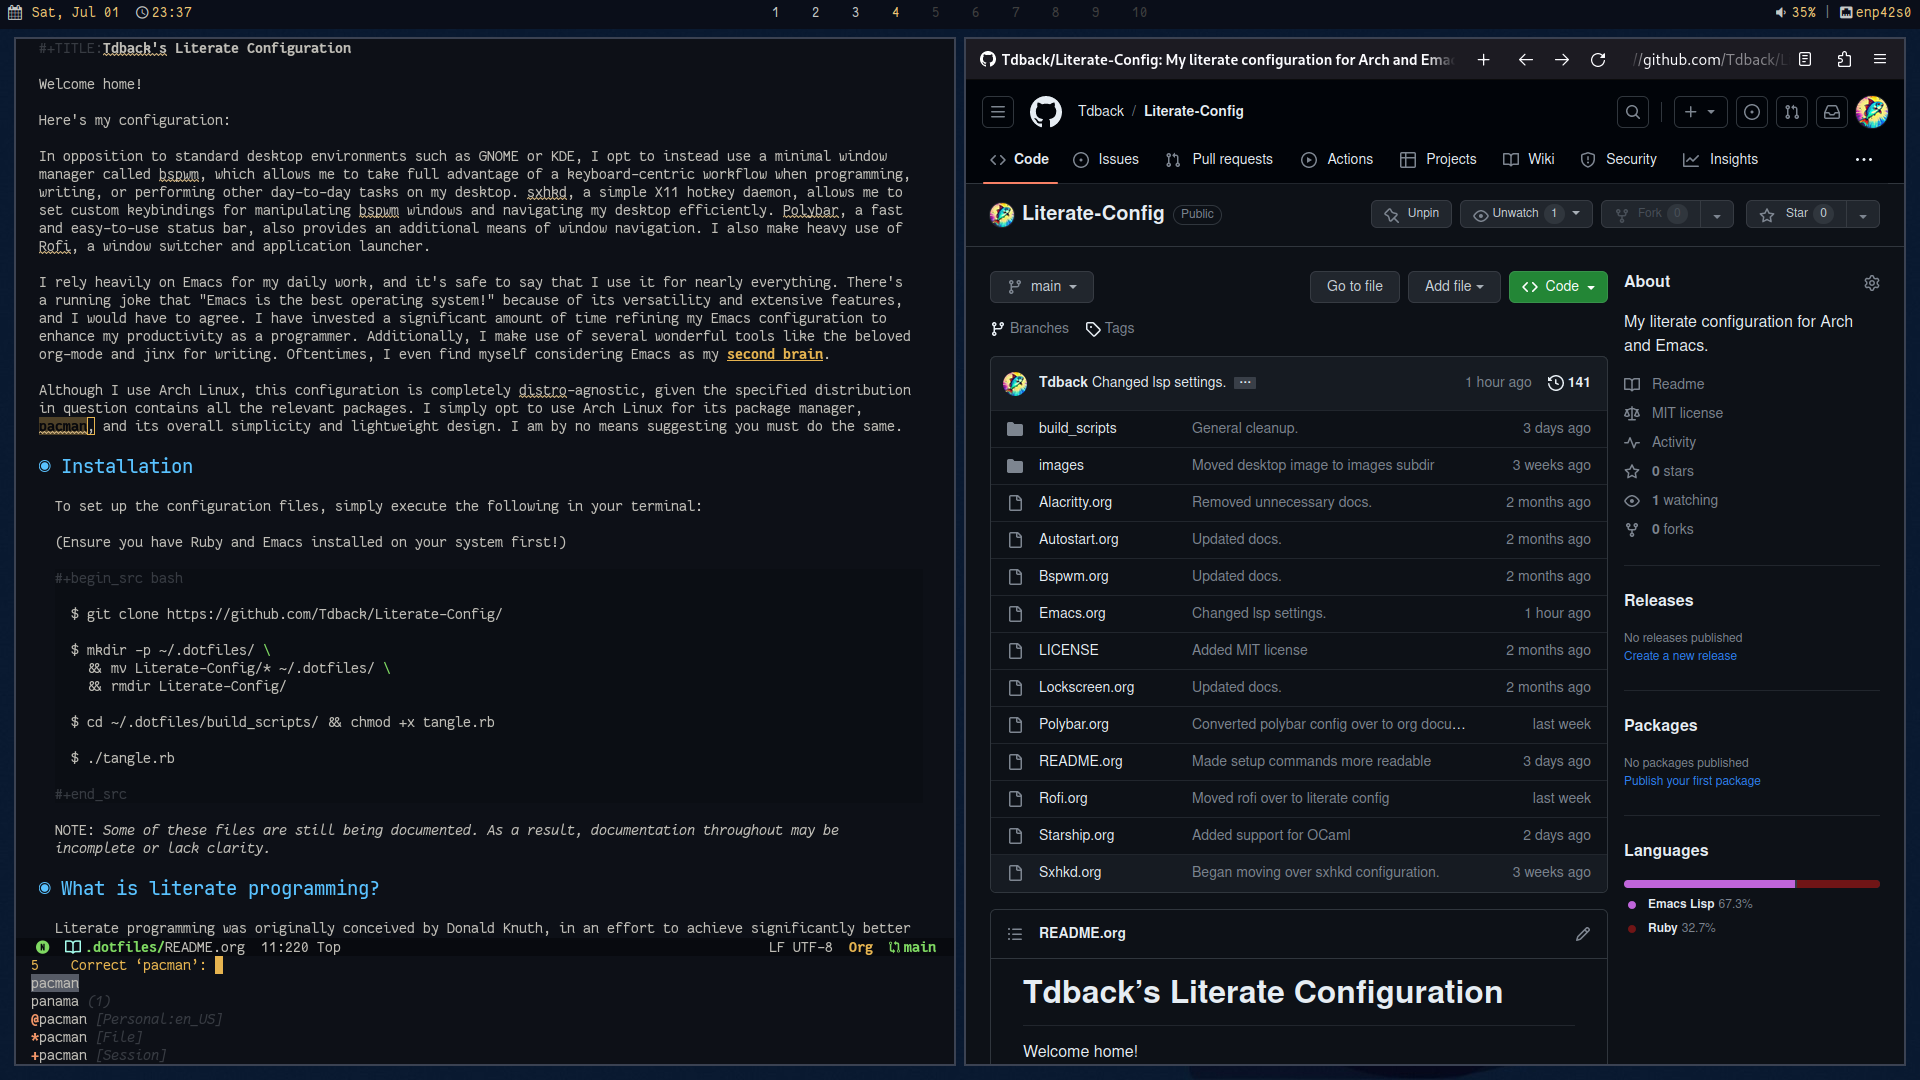 Sat, Jul 01 23:37
1 2 3 4 5 6 7 8 9 10
35% | enp42s0
#+TITLE:Tdback's Literate Configuration
Welcome home!
Here's my configuration:
In opposition to standard desktop environments such as GNOME or KDE, I opt to instead use a minimal window
manager called bspwm, which allows me to take full advantage of a keyboard-centric workflow when programming,
writing, or performing other day-to-day tasks on my desktop. sxhkd, a simple X11 hotkey daemon, allows me to
set custom keybindings for manipulating bspwm windows and navigating my desktop efficiently. Polybar, a fast
and easy-to-use status bar, also provides an additional means of window navigation. I also make heavy use of
Rofi, a window switcher and application launcher.
I rely heavily on Emacs for my daily work, and it's safe to say that I use it for nearly everything. There's
a running joke that "Emacs is the best operating system!" because of its versatility and extensive features,
and I would have to agree. I have invested a significant amount of time refining my Emacs configuration to
enhance my productivity as a programmer. Additionally, I make use of several wonderful tools like the beloved
org-mode and jinx for writing. Oftentimes, I even find myself considering Emacs as my second brain.
Although I use Arch Linux, this configuration is completely distro-agnostic, given the specified distribution
in question contains all the relevant packages. I simply opt to use Arch Linux for its package manager,
pacman, and its overall simplicity and lightweight design. I am by no means suggesting you must do the same.
Installation
To set up the configuration files, simply execute the following in your terminal:
(Ensure you have Ruby and Emacs installed on your system first!)
#+begin_src bash
$ git clone https://github.com/Tdback/Literate-Config/
$ mkdir -p ~/.dotfiles/ \
&& mv Literate-Config/* ~/.dotfiles/ \
&& rmdir Literate-Config/
$ cd ~/.dotfiles/build_scripts/ && chmod +x tangle.rb
$ ./tangle.rb
#+end_src
NOTE: Some of these files are still being documented. As a result, documentation throughout may be
incomplete or lack clarity.
What is literate programming?
Literate programming was originally conceived by Donald Knuth, in an effort to achieve significantly better
N .dotfiles/README.org 11:220 Top LF UTF-8 Org main
5 Correct ‘pacman’:
pacman
panama (1)
@pacman [Personal:en_US]
*pacman [File]
+pacman [Session]
Tdback/Literate-Config: My literate configuration for Arch and Emac
//github.com/Tdback/L
Tdback / Literate-Config
Code Issues Pull requests Actions Projects Wiki Security Insights
Literate-Config Public Unpin Unwatch 1 Fork 0 Star 0
main Go to file Add file Code
Branches Tags
Tdback Changed lsp settings. 1 hour ago 141
build_scripts General cleanup. 3 days ago
images Moved desktop image to images subdir 3 weeks ago
Alacritty.org Removed unnecessary docs. 2 months ago
Autostart.org Updated docs. 2 months ago
Bspwm.org Updated docs. 2 months ago
Emacs.org Changed lsp settings. 1 hour ago
LICENSE Added MIT license 2 months ago
Lockscreen.org Updated docs. 2 months ago
Polybar.org Converted polybar config over to org docu… last week
README.org Made setup commands more readable 3 days ago
Rofi.org Moved rofi over to literate config last week
Starship.org Added support for OCaml 2 days ago
Sxhkd.org Began moving over sxhkd configuration. 3 weeks ago
README.org
Tdback’s Literate Configuration
Welcome home!
About
My literate configuration for Arch
and Emacs.
Readme
MIT license
Activity
0 stars
1 watching
0 forks
Releases
No releases published
Create a new release
Packages
No packages published
Publish your first package
Languages
Emacs Lisp 67.3%
Ruby 32.7%